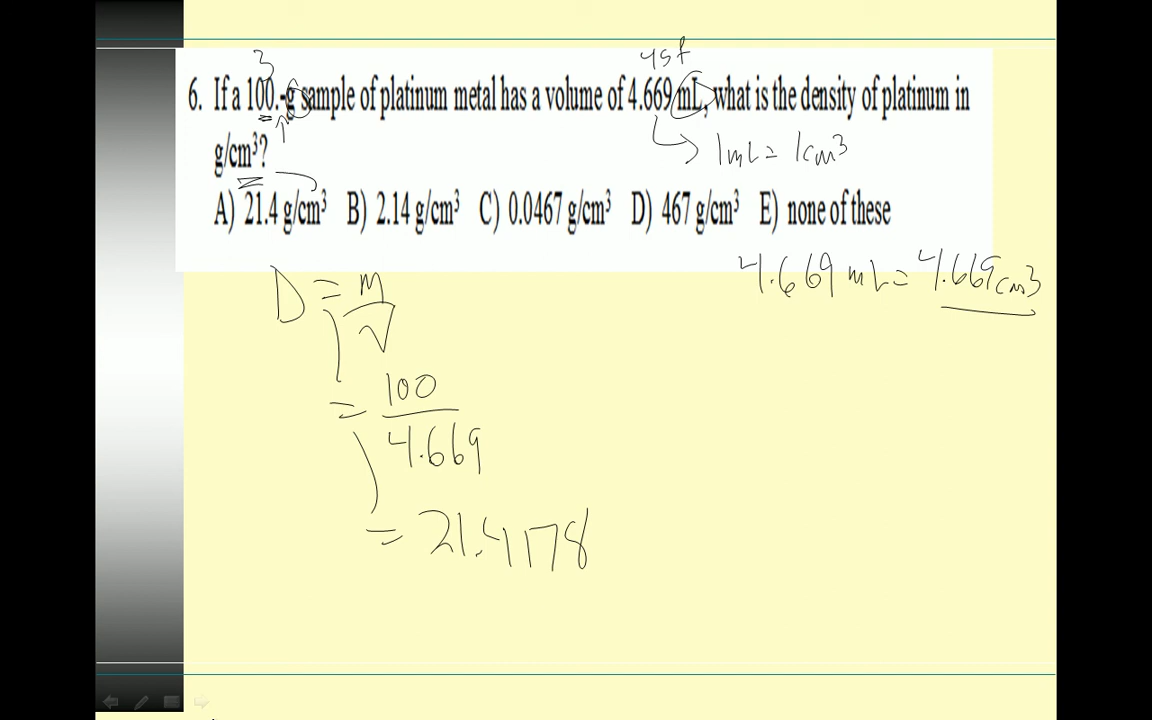 3
4sf
6. If a 100.-g sample of platinum metal has a volume of 4.669 mL, what is the density of platinum in
g/cm³?
1mL = 1cm³
A) 21.4 g/cm³ B) 2.14 g/cm³ C) 0.0467 g/cm³ D) 467 g/cm³ E) none of these
4.669 mL = 4.669cm3
D = m
V
= 100
4.669
= 21.4178